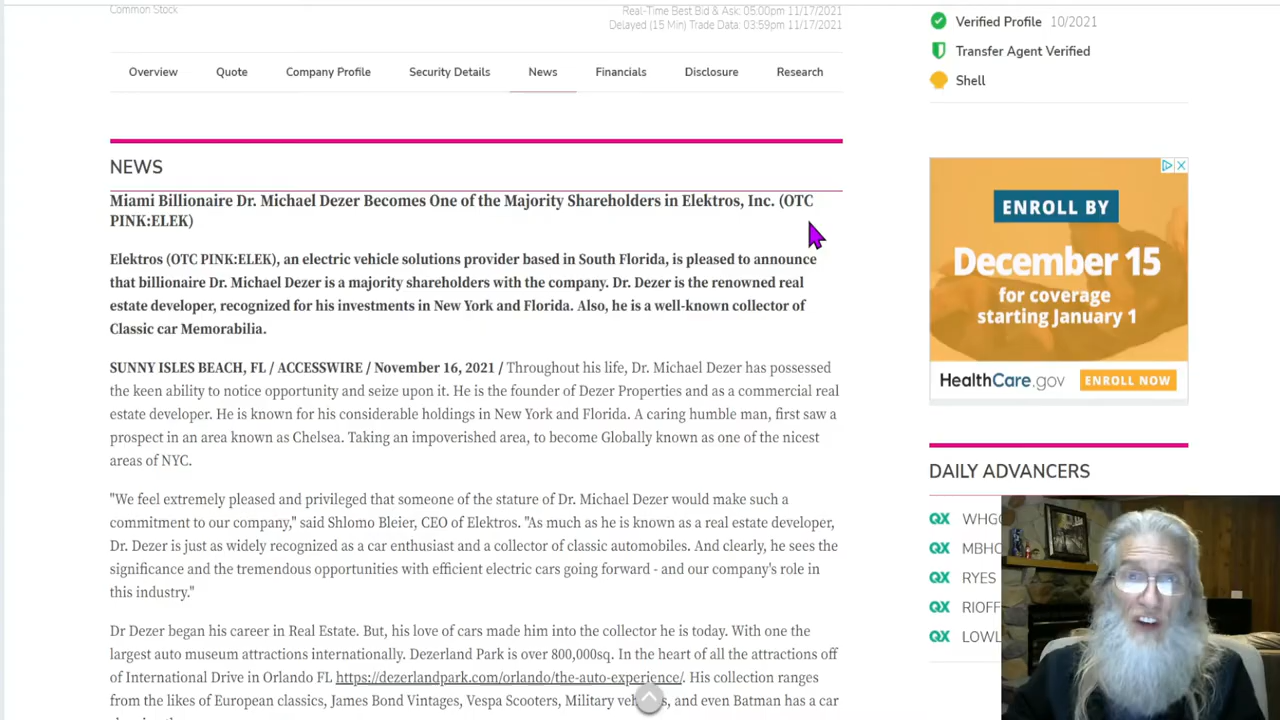 Common Stock
Real-Time Best Bid & Ask: 05:00pm 11/17/2021
Delayed (15 Min) Trade Data: 03:59pm 11/17/2021
Overview Quote Company Profile Security Details News Financials Disclosure Research
NEWS
Miami Billionaire Dr. Michael Dezer Becomes One of the Majority Shareholders in Elektros, Inc. (OTC
PINK:ELEK)
Elektros (OTC PINK:ELEK), an electric vehicle solutions provider based in South Florida, is pleased to announce
that billionaire Dr. Michael Dezer is a majority shareholders with the company. Dr. Dezer is the renowned real
estate developer, recognized for his investments in New York and Florida. Also, he is a well-known collector of
Classic car Memorabilia.
SUNNY ISLES BEACH, FL / ACCESSWIRE / November 16, 2021 / Throughout his life, Dr. Michael Dezer has possessed
the keen ability to notice opportunity and seize upon it. He is the founder of Dezer Properties and as a commercial real
estate developer. He is known for his considerable holdings in New York and Florida. A caring humble man, first saw a
prospect in an area known as Chelsea. Taking an impoverished area, to become Globally known as one of the nicest
areas of NYC.
"We feel extremely pleased and privileged that someone of the stature of Dr. Michael Dezer would make such a
commitment to our company," said Shlomo Bleier, CEO of Elektros. "As much as he is known as a real estate developer,
Dr. Dezer is just as widely recognized as a car enthusiast and a collector of classic automobiles. And clearly, he sees the
significance and the tremendous opportunities with efficient electric cars going forward - and our company's role in
this industry."
Dr Dezer began his career in Real Estate. But, his love of cars made him into the collector he is today. With one the
largest auto museum attractions internationally. Dezerland Park is over 800,000sq. In the heart of all the attractions off
of International Drive in Orlando FL https://dezerlandpark.com/orlando/the-auto-experience/. His collection ranges
from the likes of European classics, James Bond Vintages, Vespa Scooters, Military and even Batman has a car
Verified Profile 10/2021
Transfer Agent Verified
Shell
ENROLL BY
December 15
for coverage
starting January 1
HealthCare.gov ENROLL NOW
DAILY ADVANCERS
QX
QX MBHC
QX RYES
QX RIOFF
QX LOWL